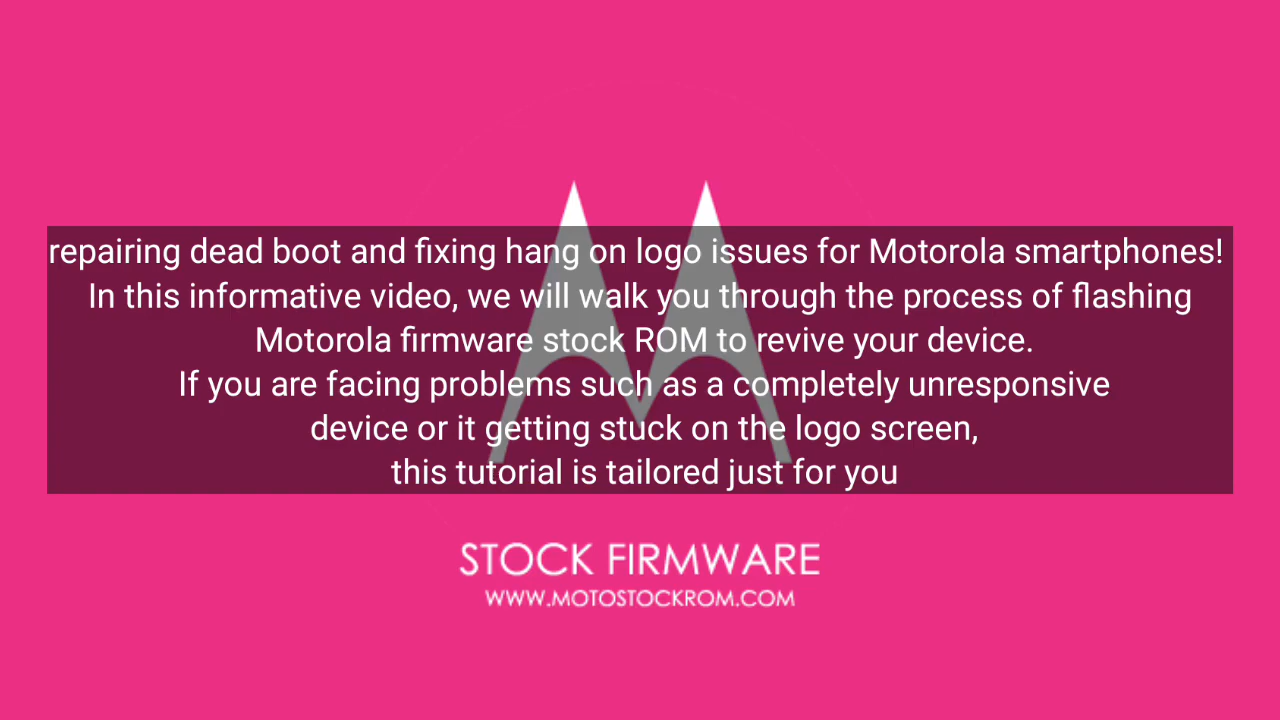 repairing dead boot and fixing hang on logo issues for Motorola smartphones!
In this informative video, we will walk you through the process of flashing
Motorola firmware stock ROM to revive your device.
If you are facing problems such as a completely unresponsive
device or it getting stuck on the logo screen,
this tutorial is tailored just for you
STOCK FIRMWARE
WWW.MOTOSTOCKROM.COM